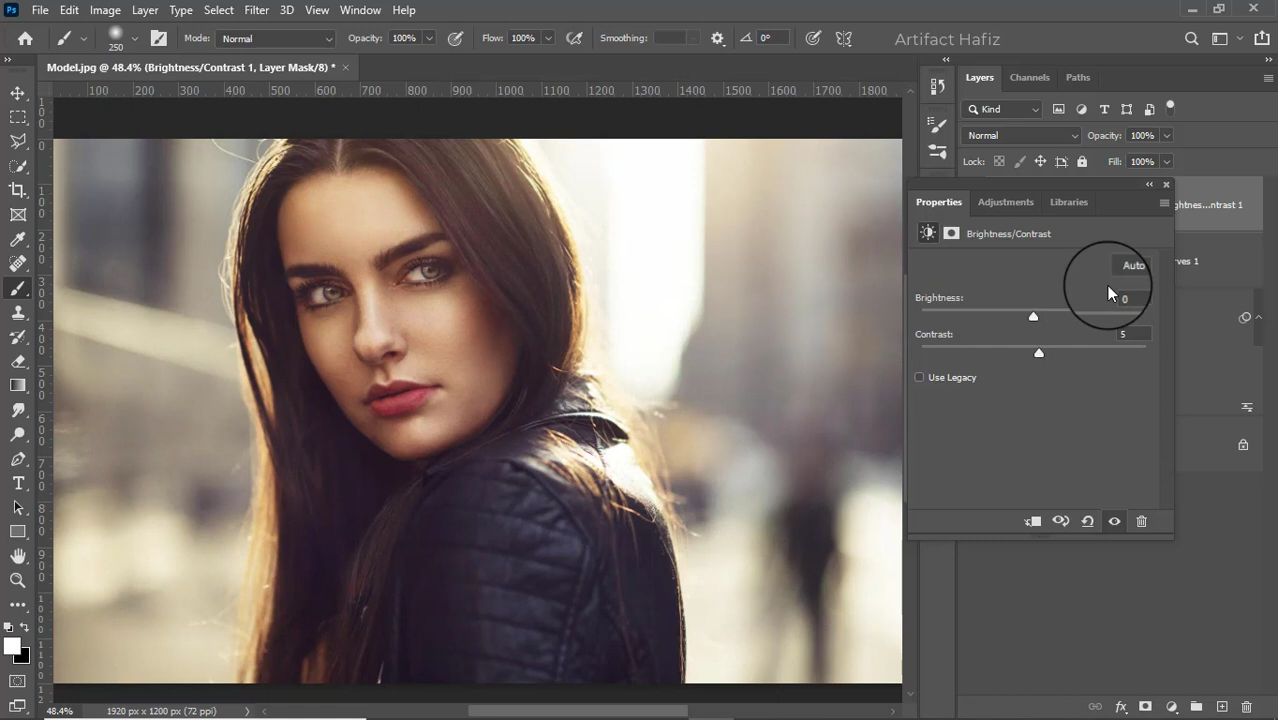 Ps File Edit Image Layer Type Select Filter 3D View Window Help
250 Mode: Normal Opacity: 100% Flow: 100% Smoothing: 0° Artifact Hafiz
Model.jpg @ 48.4% (Brightness/Contrast 1, Layer Mask/8) * ×
Layers Channels Paths
100 200 300 400 500 600 700 800 900 1000 1100 1200 1300 1400 1500 1600 1700 1800
Kind
Normal Opacity: 100%
Lock: Fill: 100%
Properties Adjustments Libraries
ghtnes...ntrast 1
Brightness/Contrast
Auto
rves 1
Brightness: 0
Contrast: 5
Use Legacy
T
48.4% 1920 px x 1200 px (72 ppi)
fx